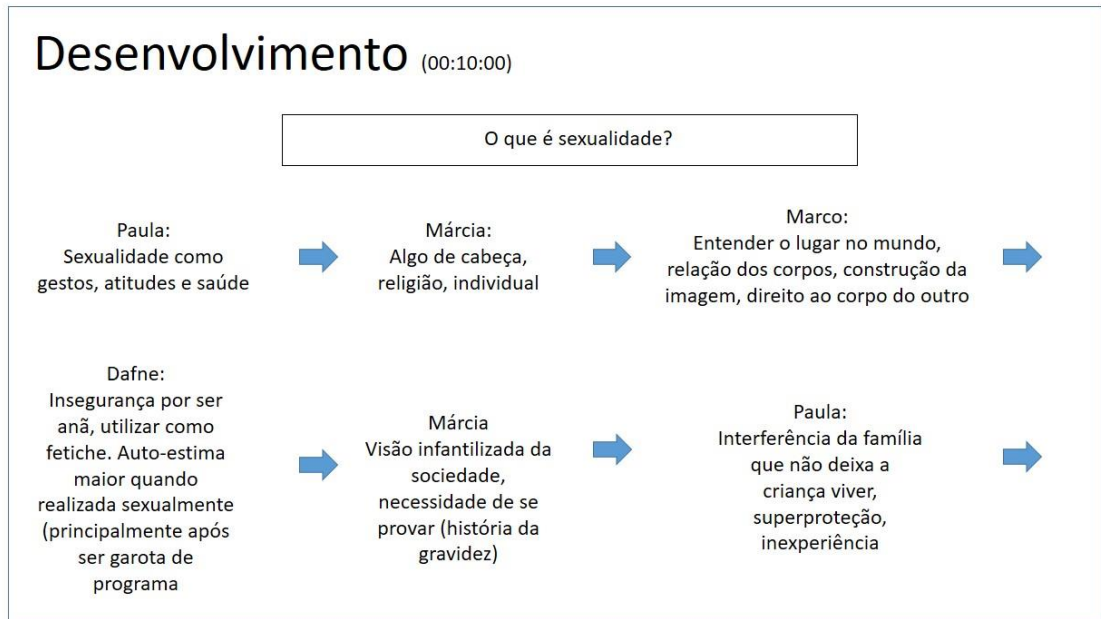 Desenvolvimento (00:10:00)
O que é sexualidade?
Paula:
Sexualidade como
gestos, atitudes e saúde
Márcia:
Algo de cabeça,
religião, individual
Marco:
Entender o lugar no mundo,
relação dos corpos, construção da
imagem, direito ao corpo do outro
Dafne:
Insegurança por ser
anã, utilizar como
fetiche. Auto-estima
maior quando
realizada sexualmente
(principalmente após
ser garota de
programa
Márcia
Visão infantilizada da
sociedade,
necessidade de se
provar (história da
gravidez)
Paula:
Interferência da família
que não deixa a
criança viver,
superproteção,
inexperiência